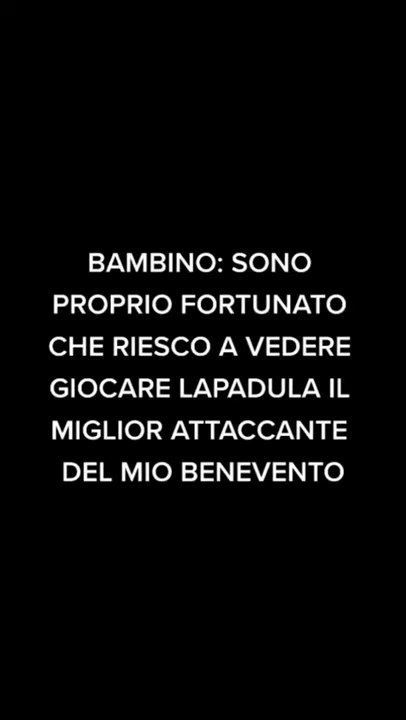 BAMBINO: SONO
PROPRIO FORTUNATO
CHE RIESCO A VEDERE
GIOCARE LAPADULA IL
MIGLIOR ATTACCANTE
DEL MIO BENEVENTO